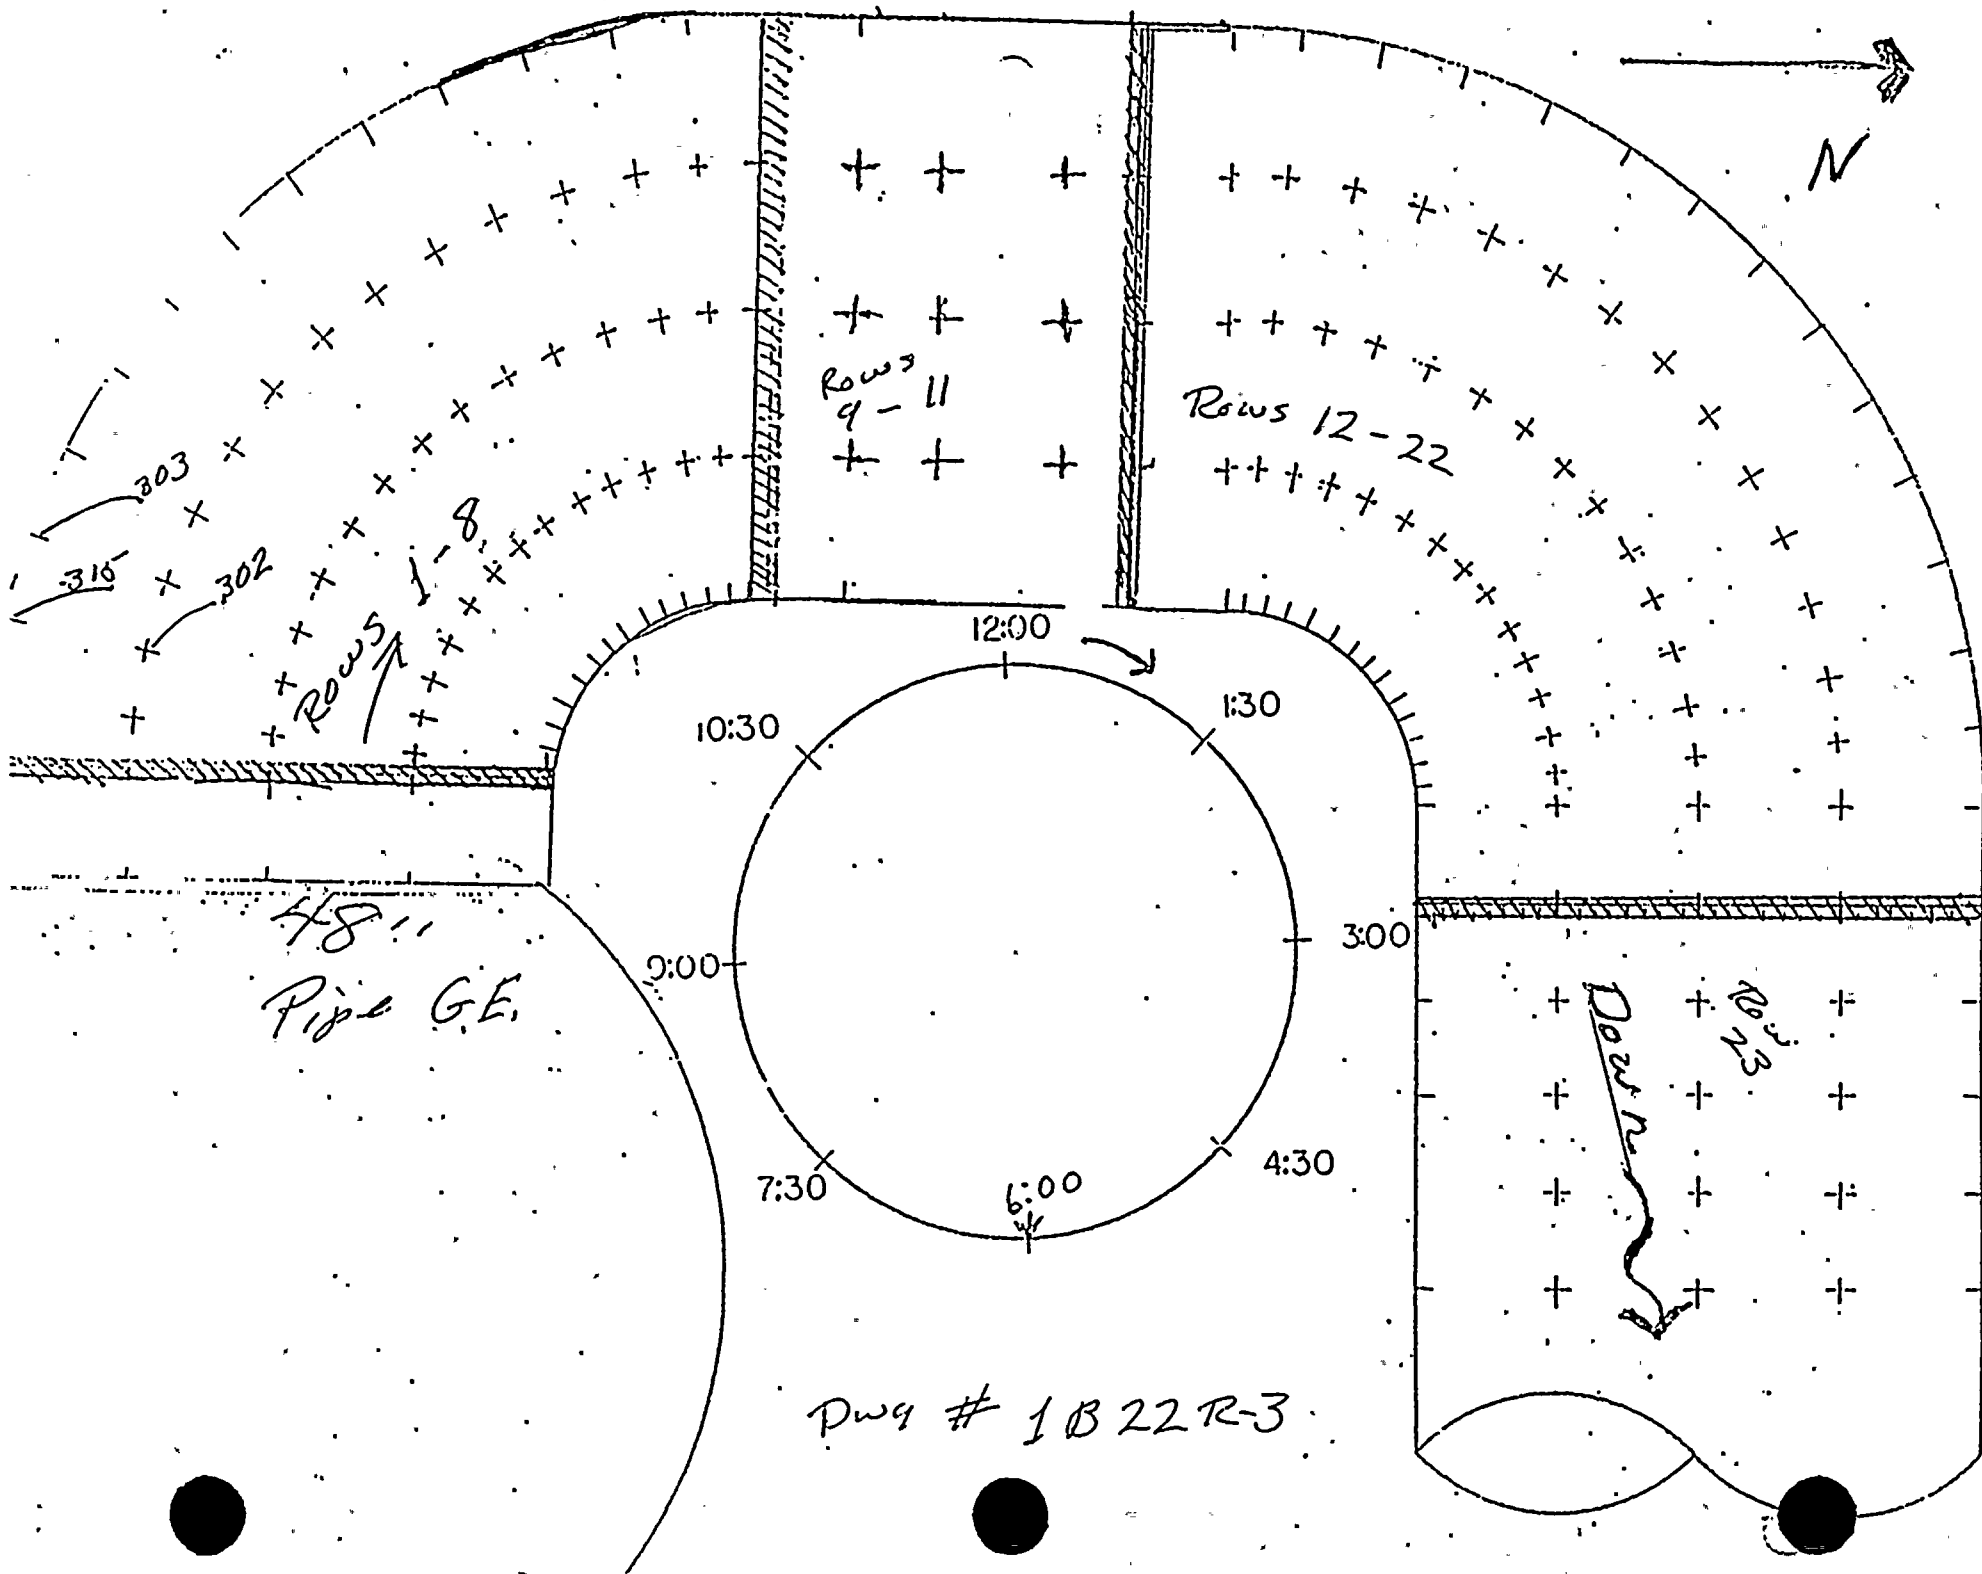 N
Rows
9-11
Rows 12-22
.303
.315
.302
Rows 1-8
12:00
1:30
3:00
4:30
6:00
7:30
9:00
10:30
48"
Pipe G.E.
Down
Row
23
Dwg # 1B22R-3